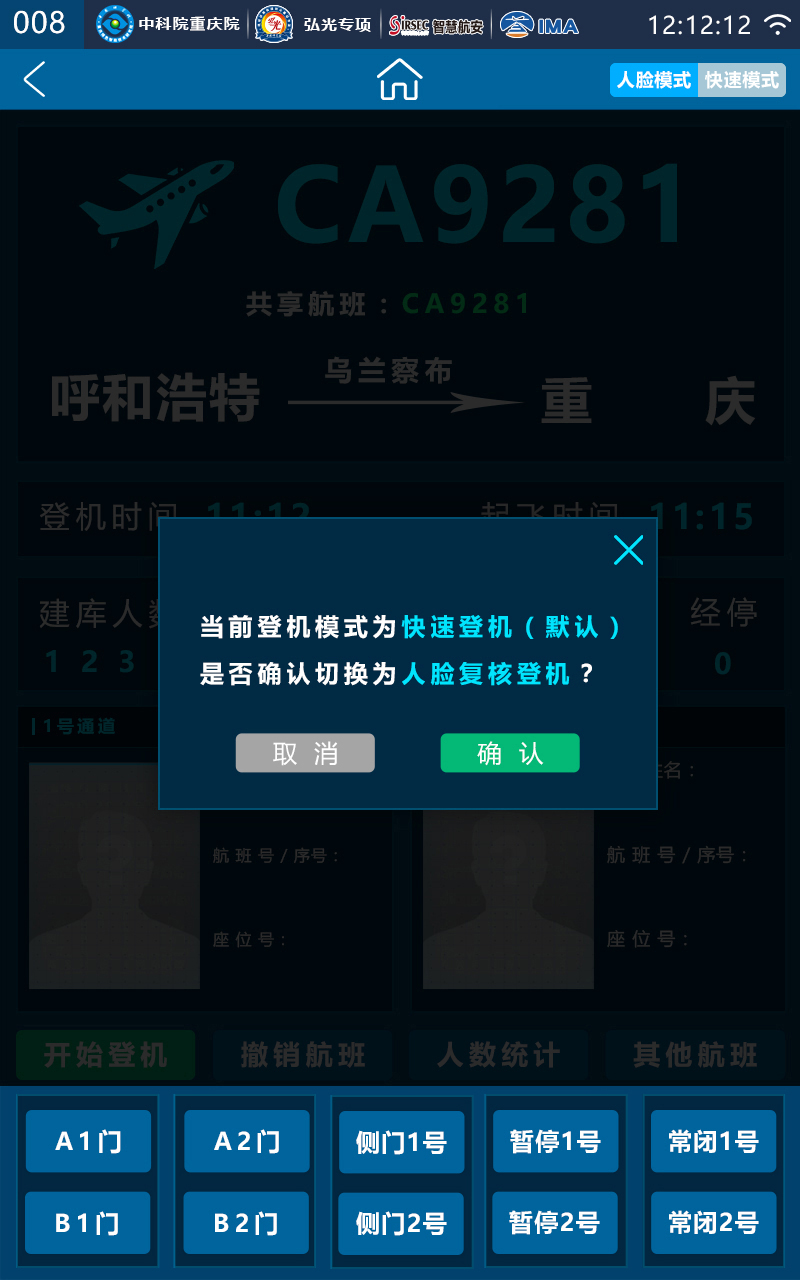 008 中科院重庆院 弘光专项 SiRSEC 智慧航安 IMA 12:12:12
人脸模式 快速模式
CA9281
共享航班：CA9281
呼和浩特 乌兰察布 重 庆
登机时间 11:12 起飞时间 11:15
建库人数 经停
1 2 3 0
1号通道
当前登机模式为快速登机（默认）
是否确认切换为人脸复核登机？
取 消 确 认
姓名：
航班号/序号： 航班号/序号：
座位号： 座位号：
开始登机 撤销航班 人数统计 其他航班
A1门 A2门 侧门1号 暂停1号 常闭1号
B1门 B2门 侧门2号 暂停2号 常闭2号